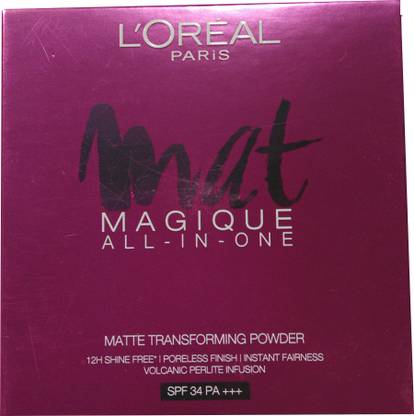 L'ORÉAL
PARIS
mat
MAGIQUE
ALL-IN-ONE
MATTE TRANSFORMING POWDER
12H SHINE FREE* | PORELESS FINISH | INSTANT FAIRNESS
VOLCANIC PERLITE INFUSION
SPF 34 PA +++